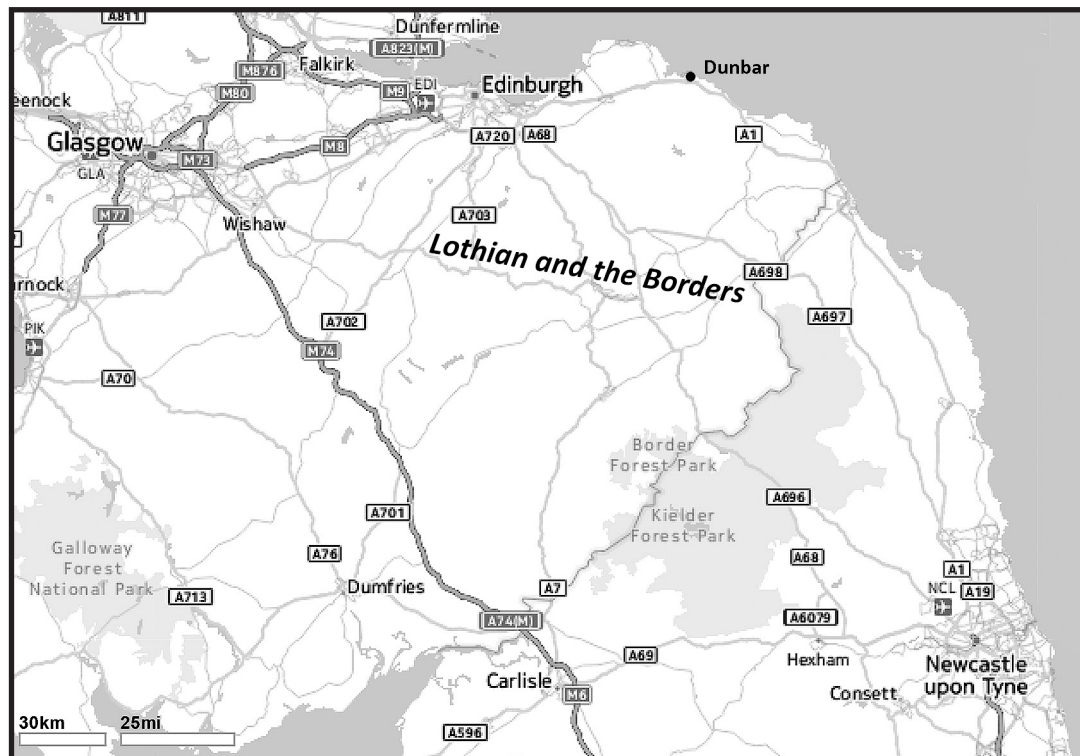 A811
Dunfermline
A823(M)
M876
Falkirk
M80
M9
EDI
Edinburgh
Dunbar
eenock
Glasgow
GLA
M73
M8
A720
A68
A1
M77
Wishaw
A703
Lothian and the Borders
A698
rnock
A702
A697
PIK
M74
A70
Border
Forest Park
A696
A701
Kielder
Forest Park
Galloway
Forest
National Park
A76
A68
A713
Dumfries
A7
A1
NCL
A19
A74(M)
A6079
A69
Hexham
Newcastle
upon Tyne
Carlisle
M6
Consett
30km
25mi
A596